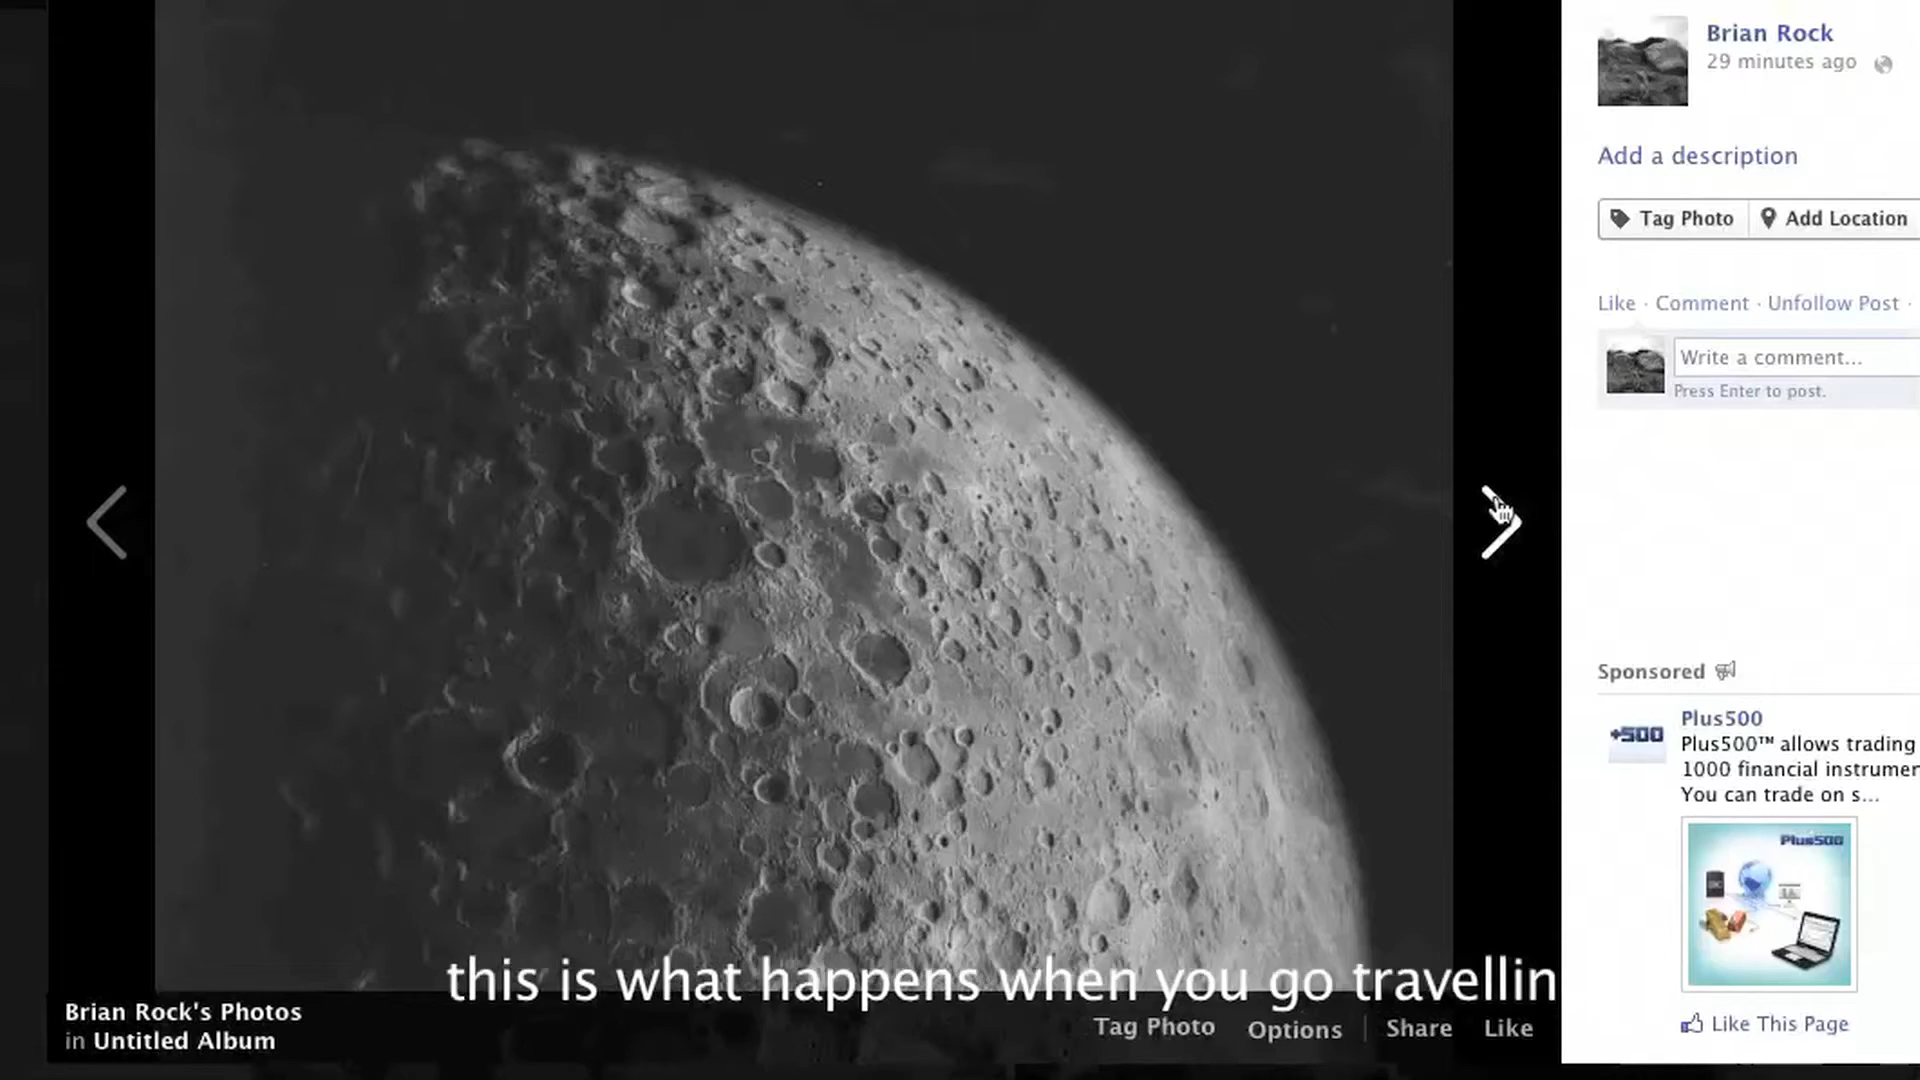 Brian Rock
29 minutes ago
Add a description
Tag Photo
Add Location
Like · Comment · Unfollow Post ·
Write a comment...
Press Enter to post.
Sponsored
+500
Plus500
Plus500™ allows trading
1000 financial instrumen
You can trade on s...
Plus500
Like This Page
this is what happens when you go travellin
Brian Rock's Photos
in Untitled Album
Tag Photo
Options
Share
Like